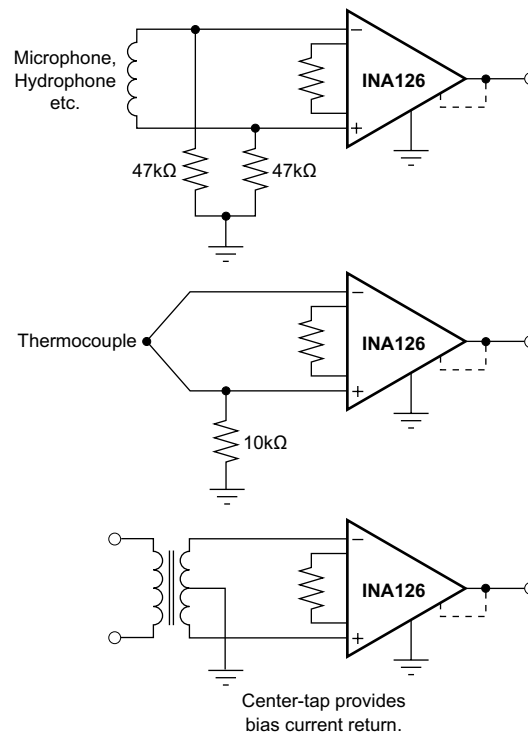 Microphone,
Hydrophone
etc.
−
INA126
+
47kΩ
47kΩ
Thermocouple
−
INA126
+
10kΩ
−
INA126
+
Center-tap provides
bias current return.